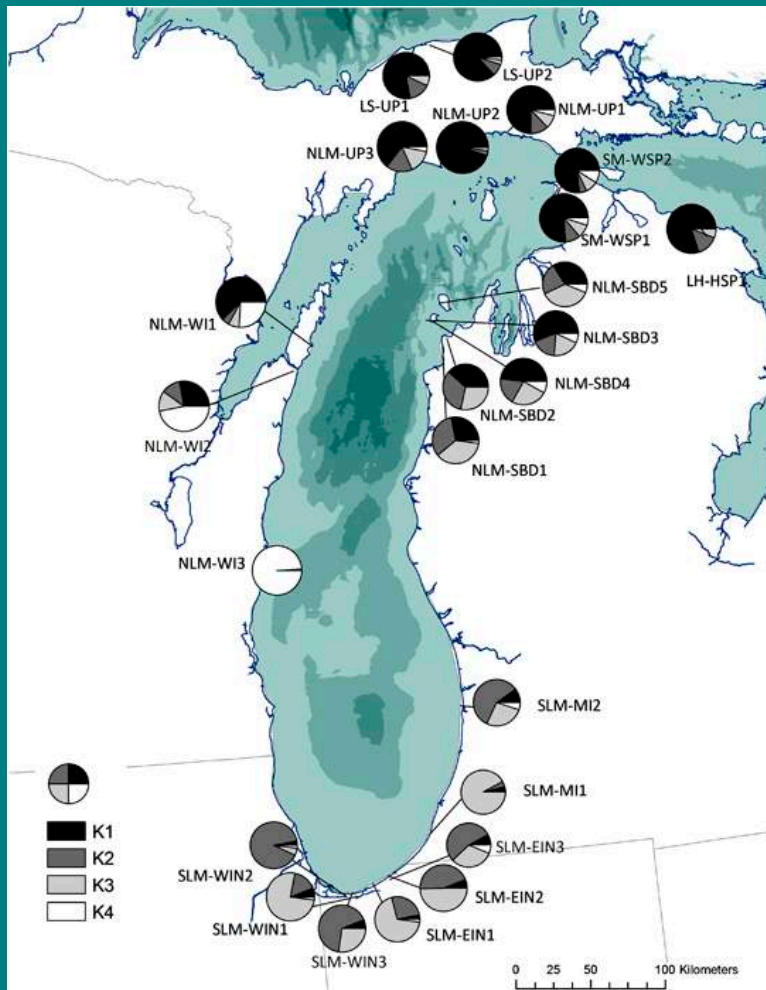 LS-UP2
LS-UP1
NLM-UP2
NLM-UP1
NLM-UP3
SM-WSP2
SM-WSP1
LH-HSP1
NLM-SBD5
NLM-WI1
NLM-SBD3
NLM-SBD4
NLM-SBD2
NLM-WI2
NLM-SBD1
NLM-WI3
SLM-MI2
SLM-MI1
K1
K2
K3
K4
SLM-EIN3
SLM-WIN2
SLM-EIN2
SLM-WIN1
SLM-EIN1
SLM-WIN3
100 Kilometers
0 25 50